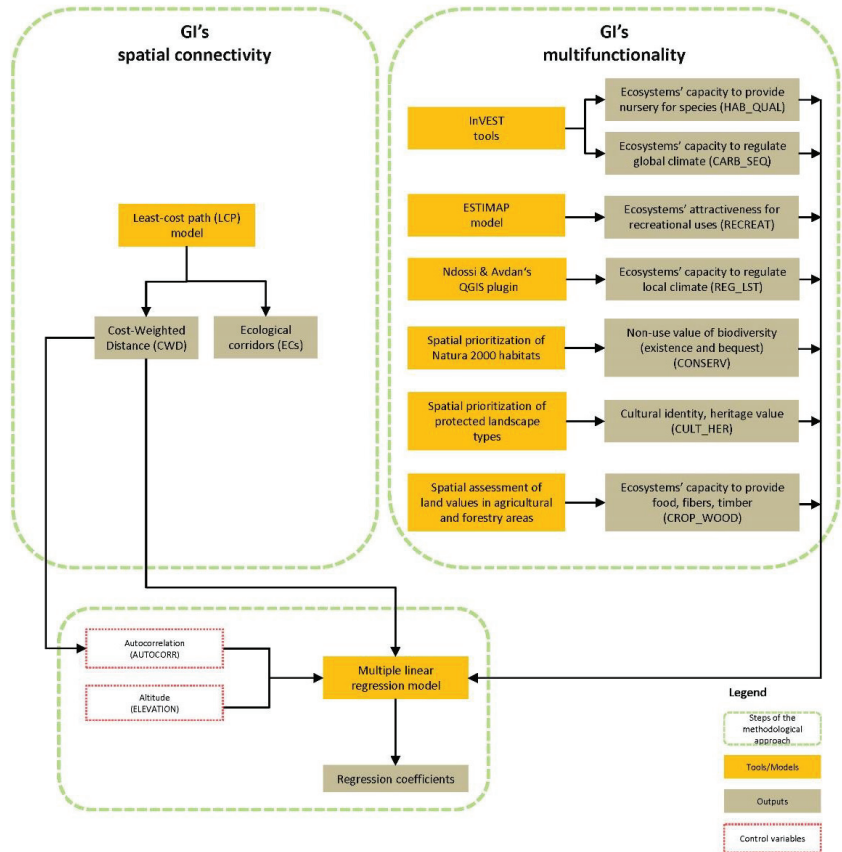 GI's
spatial connectivity
Least-cost path (LCP)
model
Cost-Weighted
Distance (CWD)
Ecological
corridors (ECs)
GI's
multifunctionality
InVEST
tools
Ecosystems' capacity to provide
nursery for species (HAB_QUAL)
Ecosystems' capacity to regulate
global climate (CARB_SEQ)
ESTIMAP
model
Ecosystems' attractiveness for
recreational uses (RECREAT)
Ndossi & Avdan's
QGIS plugin
Ecosystems' capacity to regulate
local climate (REG_LST)
Spatial prioritization of
Natura 2000 habitats
Non-use value of biodiversity
(existence and bequest)
(CONSERV)
Spatial prioritization of
protected landscape
types
Cultural identity, heritage value
(CULT_HER)
Spatial assessment of
land values in agricultural
and forestry areas
Ecosystems' capacity to provide
food, fibers, timber
(CROP_WOOD)
Autocorrelation
(AUTOCORR)
Altitude
(ELEVATION)
Multiple linear
regression model
Regression coefficients
Legend
Steps of the
methodological
approach
Tools/Models
Outputs
Control variables